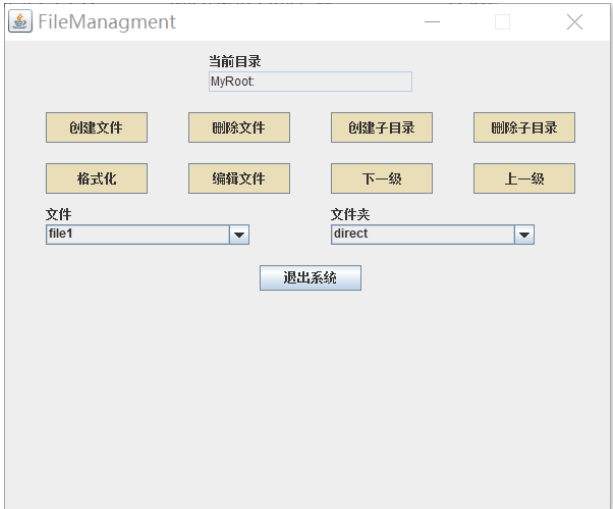 FileManagment
当前目录
MyRoot:
创建文件 删除文件 创建子目录 删除子目录
格式化 编辑文件 下一级 上一级
文件 文件夹
file1 direct
退出系统